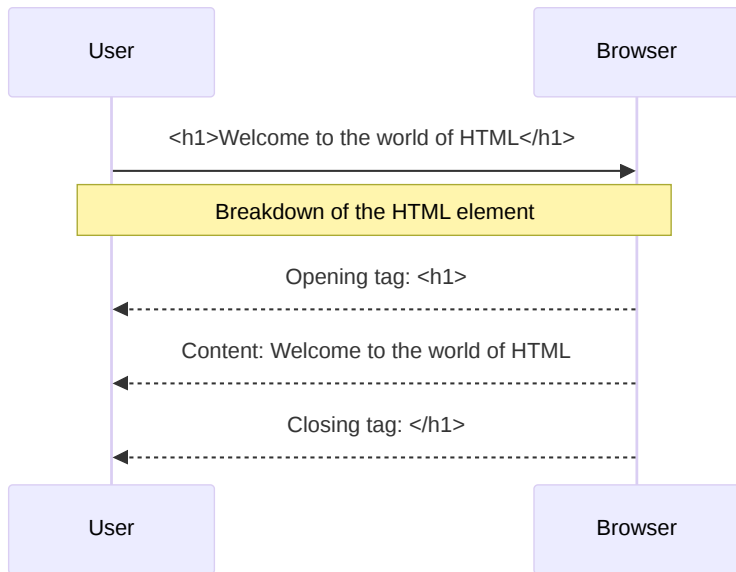 User
Browser
<h1>Welcome to the world of HTML</h1>
Breakdown of the HTML element
Opening tag: <h1>
Content: Welcome to the world of HTML
Closing tag: </h1>
User
Browser